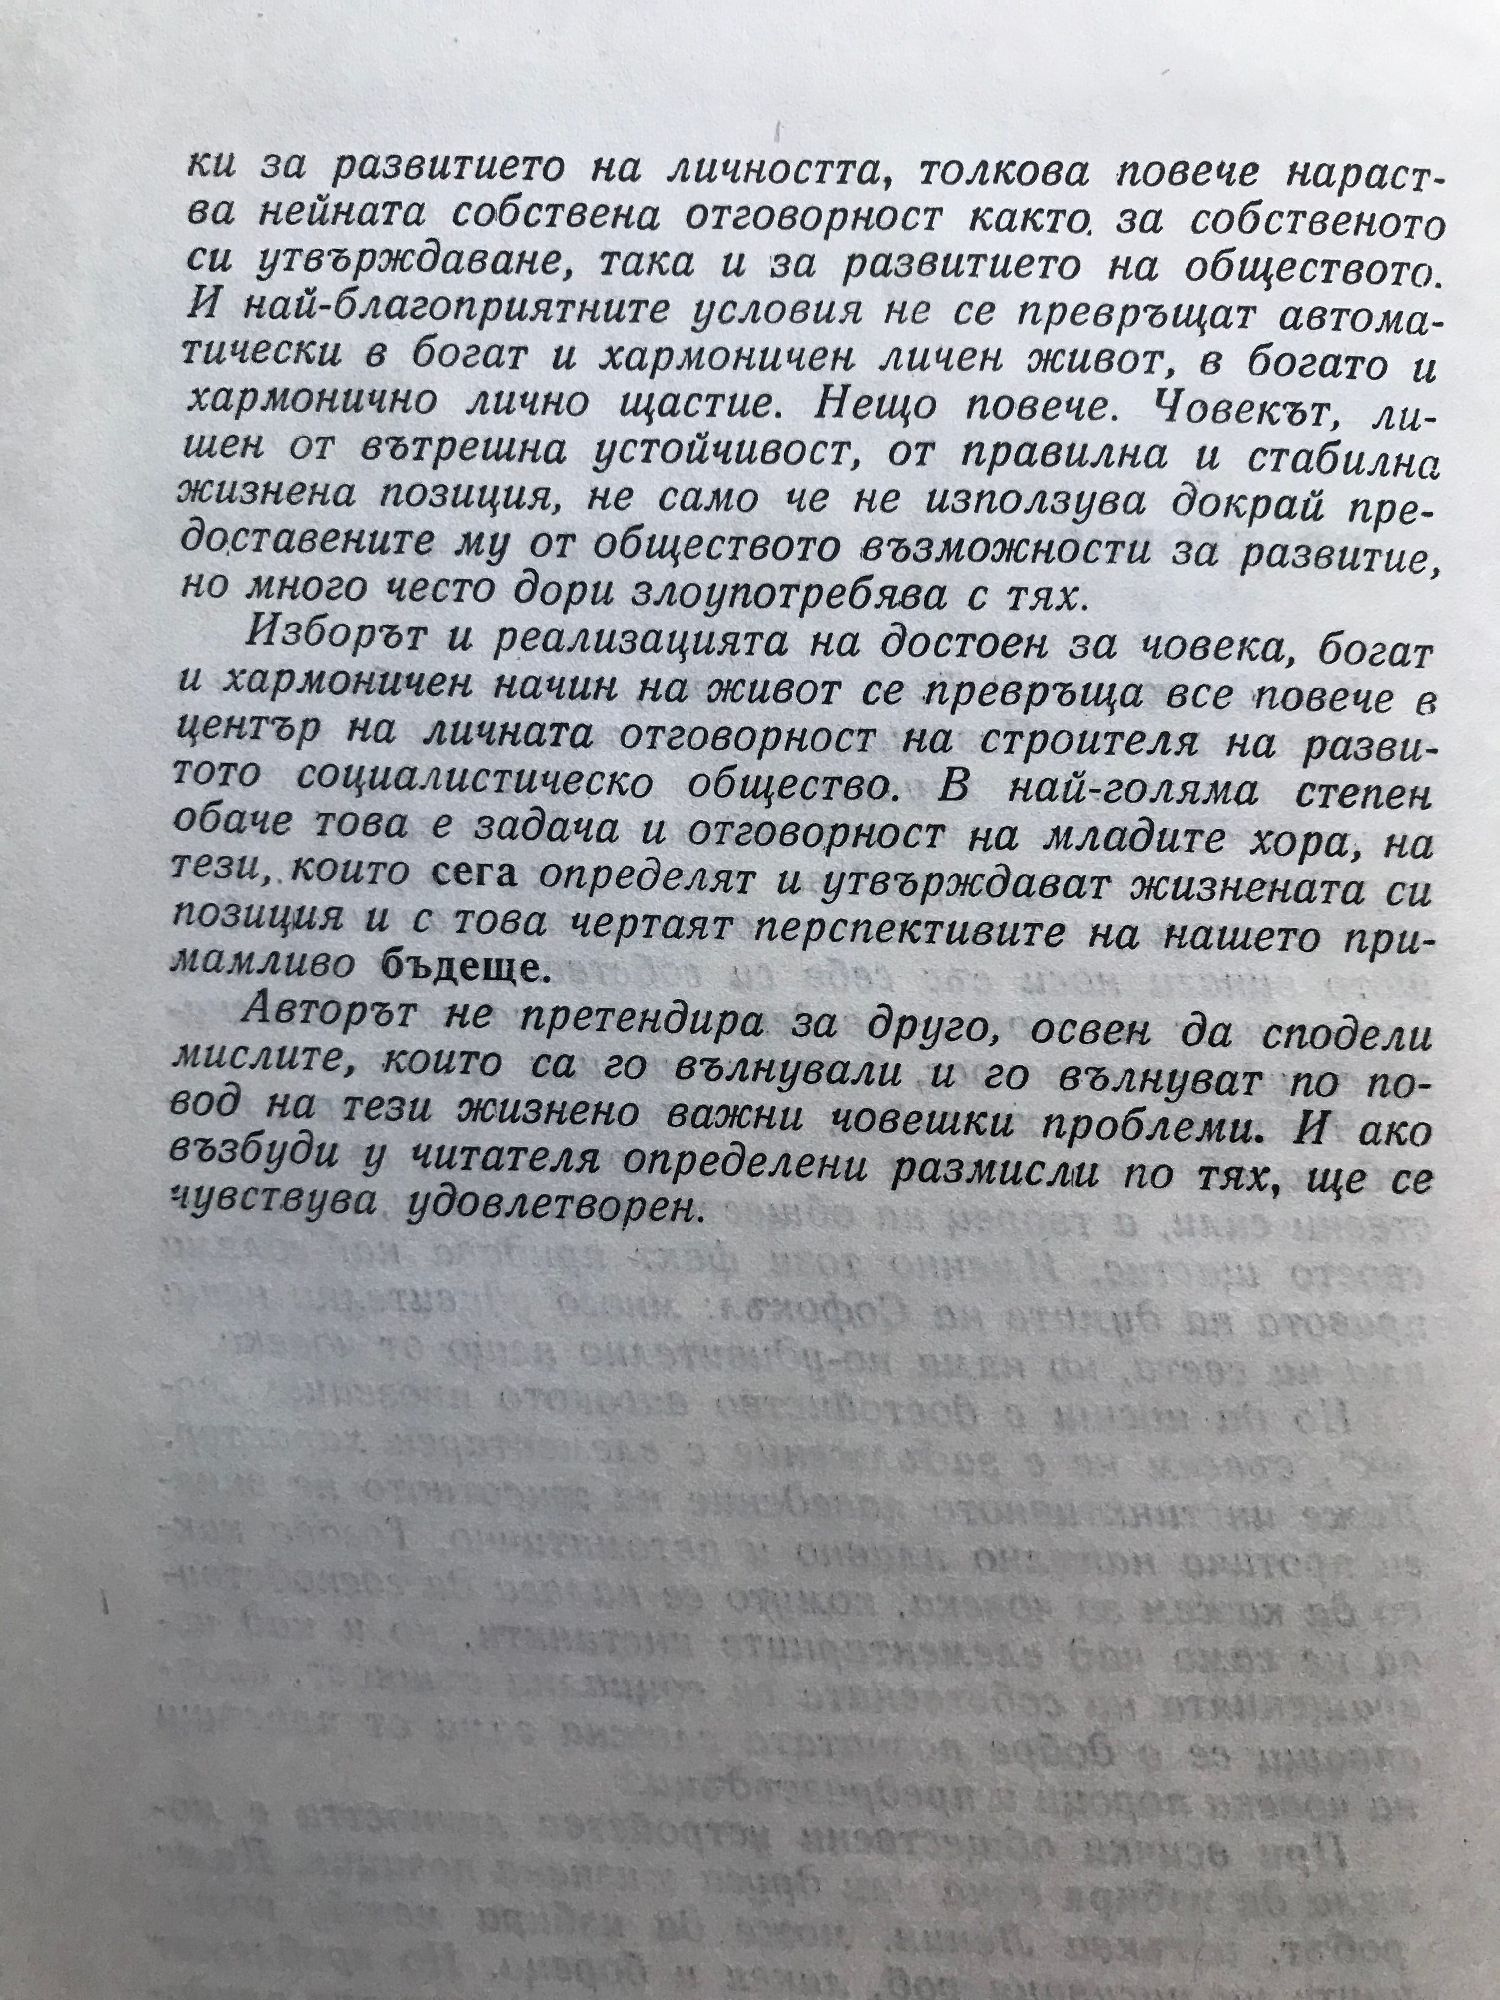 ки за развитието на личността, толкова повече нараст-
ва нейната собствена отговорност както за собственото
си утвърждаване, така и за развитието на обществото.
И най-благоприятните условия не се превръщат автома-
тически в богат и хармоничен личен живот, в богато и
хармонично лично щастие. Нещо повече. Човекът, ли-
шен от вътрешна устойчивост, от правилна и стабилна
жизнена позиция, не само че не използува докрай пре-
доставените му от обществото възможности за развитие,
но много често дори злоупотребява с тях.
Изборът и реализацията на достоен за човека, богат
и хармоничен начин на живот се превръща все повече в
център на личната отговорност на строителя на разви-
тото социалистическо общество. В най-голяма степен
обаче това е задача и отговорност на младите хора, на
тези, които сега определят и утвърждават жизнената си
позиция и с това чертаят перспективите на нашето при-
мамливо бъдеще.
Авторът не претендира за друго, освен да сподели
мислите, които са го вълнували и го вълнуват по по-
вод на тези жизнено важни човешки проблеми. И ако
възбуди у читателя определени размисли по тях, ще се
чувствува удовлетворен.